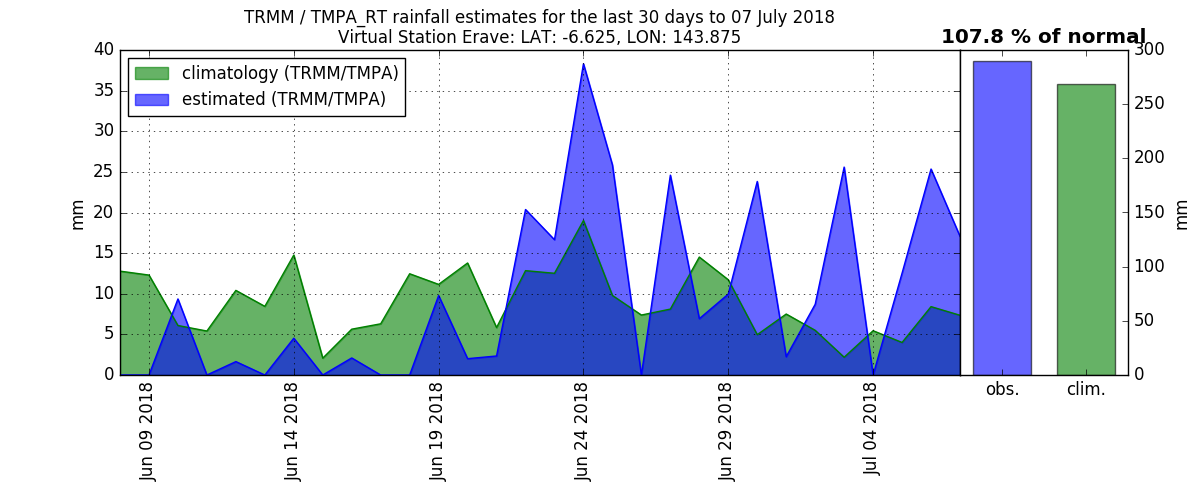 TRMM / TMPA_RT rainfall estimates for the last 30 days to 07 July 2018
Virtual Station Erave: LAT: -6.625, LON: 143.875
107.8 % of normal
climatology (TRMM/TMPA)
estimated (TRMM/TMPA)
40
35
30
25
20
15
10
5
0
mm
Jun 09 2018
Jun 14 2018
Jun 19 2018
Jun 24 2018
Jun 29 2018
Jul 04 2018
obs.
clim.
300
250
200
150
100
50
0
mm